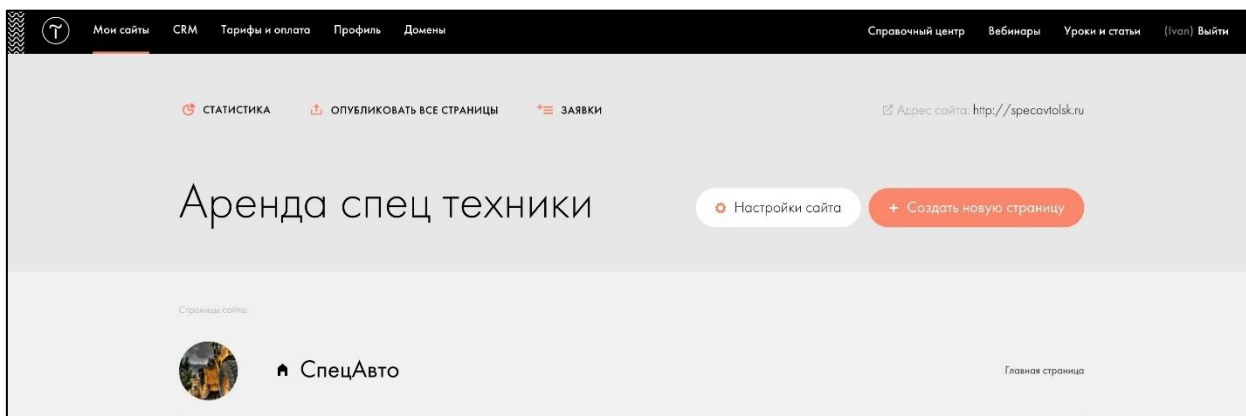 Мои сайты CRM Тарифы и оплата Профиль Домены Справочный центр Вебинары Уроки и статьи (Ivan) Выйти
СТАТИСТИКА ОПУБЛИКОВАТЬ ВСЕ СТРАНИЦЫ ЗАЯВКИ Адрес сайта: http://specavtolsk.ru
Аренда спец техники Настройки сайта + Создать новую страницу
Страницы сайта:
СпецАвто Главная страница